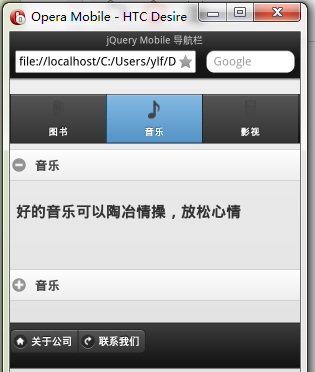 Opera Mobile - HTC Desire
jQuery Mobile 导航栏
file://localhost/C:/Users/ylf/D
Google
图书 音乐 影视
音乐
好的音乐可以陶冶情操，放松心情
音乐
关于公司 联系我们